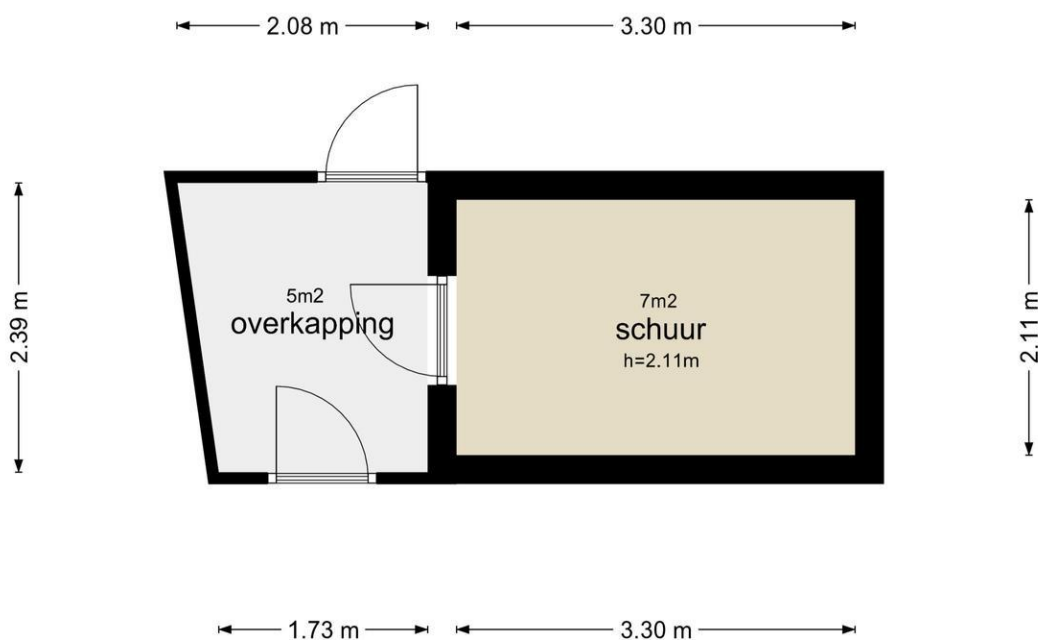 2.08 m
3.30 m
2.39 m
5m2
overkapping
7m2
schuur
h=2.11m
2.11 m
1.73 m
3.30 m